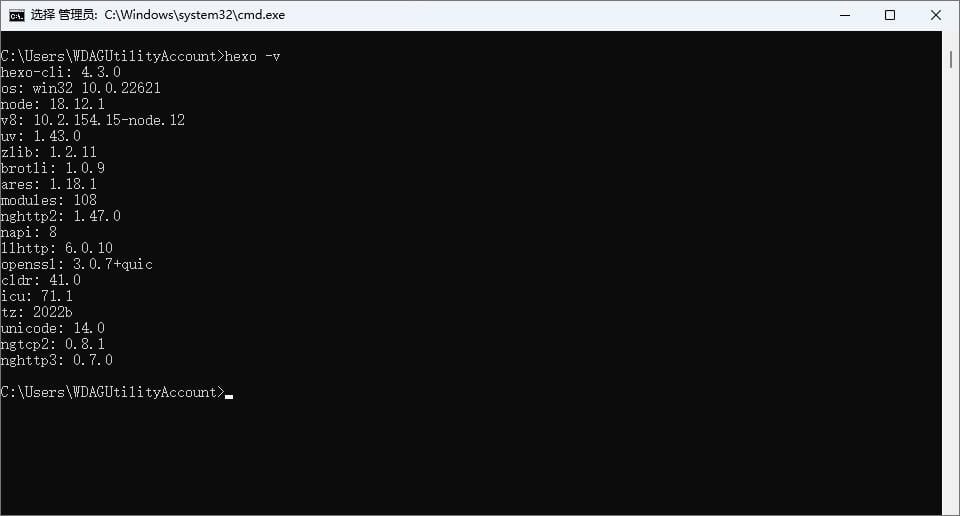 选择 管理员: C:\Windows\system32\cmd.exe
C:\Users\WDAGUtilityAccount>hexo -v
hexo-cli: 4.3.0
os: win32 10.0.22621
node: 18.12.1
v8: 10.2.154.15-node.12
uv: 1.43.0
zlib: 1.2.11
brotli: 1.0.9
ares: 1.18.1
modules: 108
nghttp2: 1.47.0
napi: 8
llhttp: 6.0.10
openssl: 3.0.7+quic
cldr: 41.0
icu: 71.1
tz: 2022b
unicode: 14.0
ngtcp2: 0.8.1
nghttp3: 0.7.0
C:\Users\WDAGUtilityAccount>